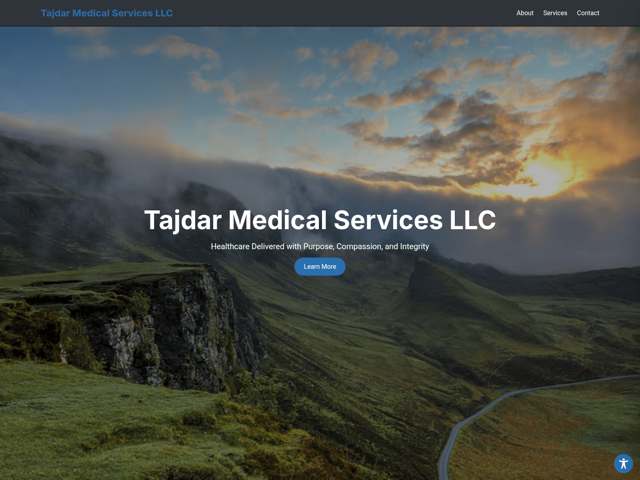 Tajdar Medical Services LLC
About Services Contact
Tajdar Medical Services LLC
Healthcare Delivered with Purpose, Compassion, and Integrity
Learn More